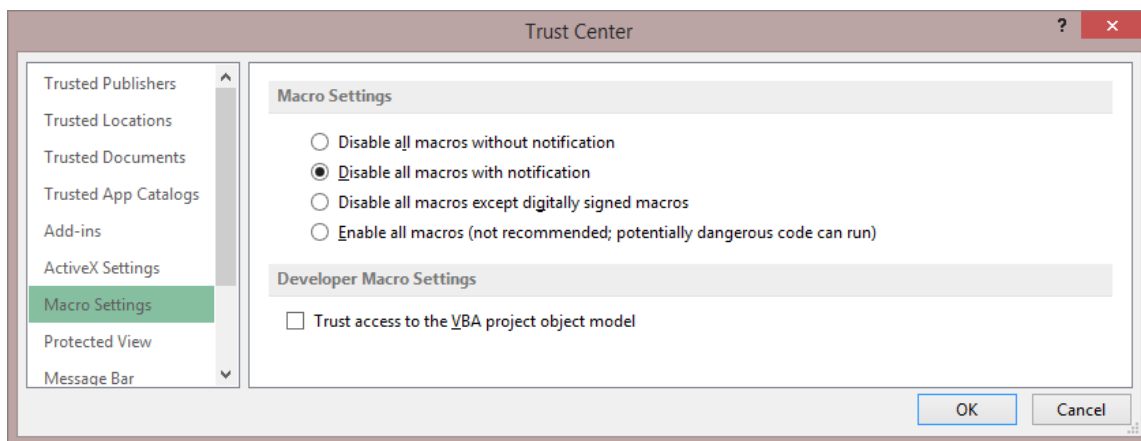 Trust Center
?
Trusted Publishers
Trusted Locations
Trusted Documents
Trusted App Catalogs
Add-ins
ActiveX Settings
Macro Settings
Protected View
Message Bar
Macro Settings
Disable all macros without notification
Disable all macros with notification
Disable all macros except digitally signed macros
Enable all macros (not recommended; potentially dangerous code can run)
Developer Macro Settings
Trust access to the VBA project object model
OK
Cancel